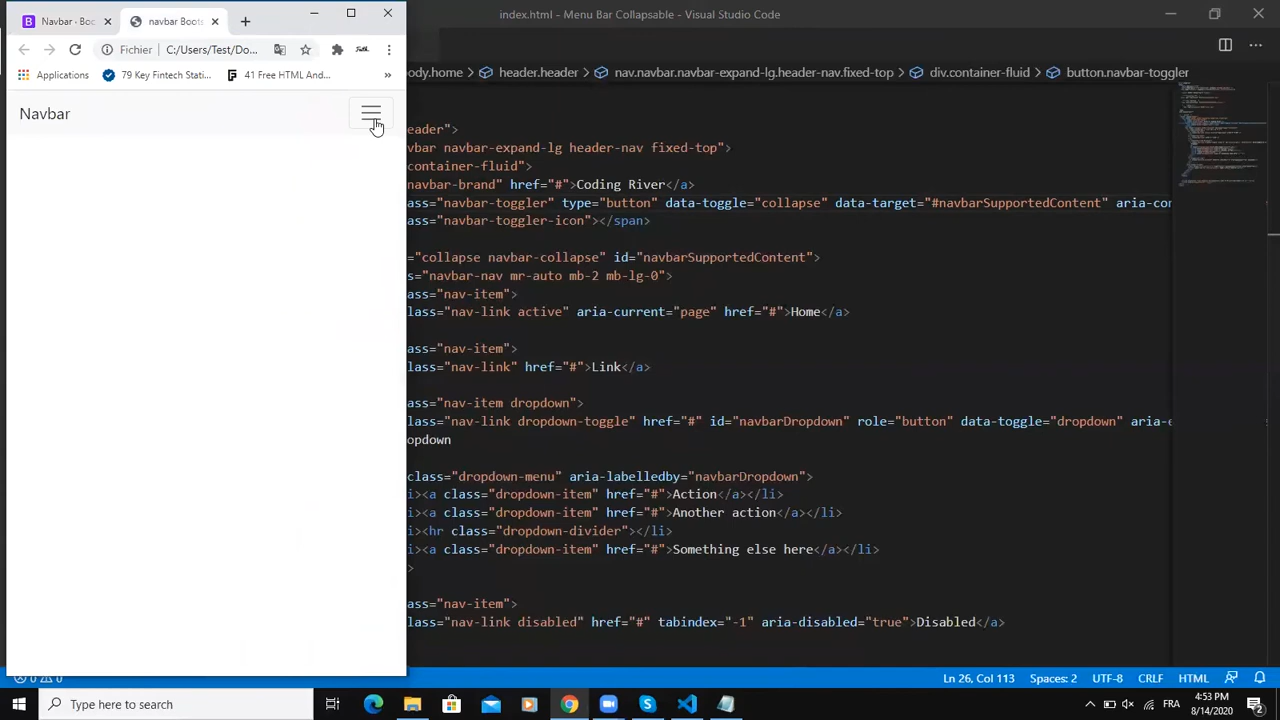 Navbar · Boo
navbar Boots
index.html - Menu Bar Collapsable - Visual Studio Code
Fichier
C:/Users/Test/Do...
Applications
79 Key Fintech Stati...
41 Free HTML And...
»
ody.home > header.header > nav.navbar.navbar-expand-lg.header-nav.fixed-top > div.container-fluid > button.navbar-toggler
Navbar
eader">
vbar navbar-expand-lg header-nav fixed-top">
container-fluid">
navbar-brand" href="#">Coding River</a>
ass="navbar-toggler" type="button" data-toggle="collapse" data-target="#navbarSupportedContent" aria-con
ass="navbar-toggler-icon"></span>
="collapse navbar-collapse" id="navbarSupportedContent">
s="navbar-nav mr-auto mb-2 mb-lg-0">
ass="nav-item">
class="nav-link active" aria-current="page" href="#">Home</a>
ass="nav-item">
class="nav-link" href="#">Link</a>
ass="nav-item dropdown">
class="nav-link dropdown-toggle" href="#" id="navbarDropdown" role="button" data-toggle="dropdown" aria-e
opdown
class="dropdown-menu" aria-labelledby="navbarDropdown">
i><a class="dropdown-item" href="#">Action</a></li>
i><a class="dropdown-item" href="#">Another action</a></li>
i><hr class="dropdown-divider"></li>
i><a class="dropdown-item" href="#">Something else here</a></li>
>
ass="nav-item">
class="nav-link disabled" href="#" tabindex="-1" aria-disabled="true">Disabled</a>
0 0
Ln 26, Col 113
Spaces: 2
UTF-8
CRLF
HTML
Type here to search
FRA
4:53 PM
8/14/2020
2